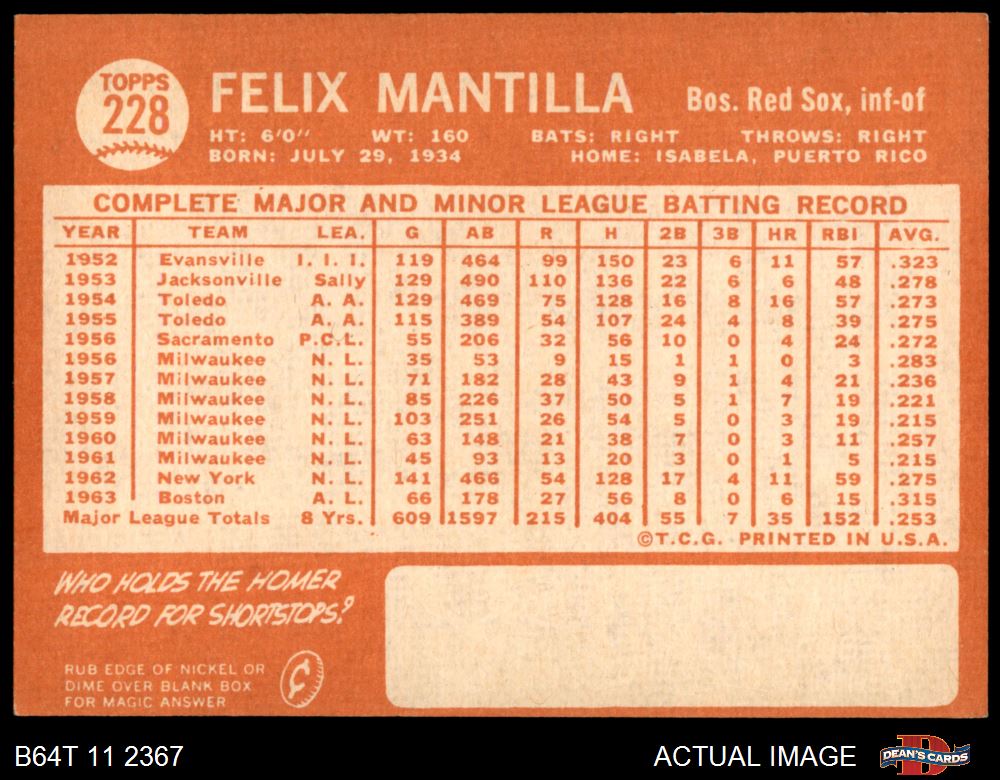 TOPPS
228
FELIX MANTILLA Bos. Red Sox, inf-of
HT: 6'0" WT: 160 BATS: RIGHT THROWS: RIGHT
BORN: JULY 29, 1934 HOME: ISABELA, PUERTO RICO
COMPLETE MAJOR AND MINOR LEAGUE BATTING RECORD
YEAR TEAM LEA. G AB R H 2B 3B HR RBI AVG.
1952 Evansville I. I. I. 119 464 99 150 23 6 11 57 .323
1953 Jacksonville Sally 129 490 110 136 22 6 6 48 .278
1954 Toledo A. A. 129 469 75 128 16 8 16 57 .273
1955 Toledo A. A. 115 389 54 107 24 4 8 39 .275
1956 Sacramento P.C.L. 55 206 32 56 10 0 4 24 .272
1956 Milwaukee N. L. 35 53 9 15 1 1 0 3 .283
1957 Milwaukee N. L. 71 182 28 43 9 1 4 21 .236
1958 Milwaukee N. L. 85 226 37 50 5 1 7 19 .221
1959 Milwaukee N. L. 103 251 26 54 5 0 3 19 .215
1960 Milwaukee N. L. 63 148 21 38 7 0 3 11 .257
1961 Milwaukee N. L. 45 93 13 20 3 0 1 5 .215
1962 New York N. L. 141 466 54 128 17 4 11 59 .275
1963 Boston A. L. 66 178 27 56 8 0 6 15 .315
Major League Totals 8 Yrs. 609 1597 215 404 55 7 35 152 .253
©T.C.G. PRINTED IN U.S.A.
WHO HOLDS THE HOMER
RECORD FOR SHORTSTOPS?
RUB EDGE OF NICKEL OR
DIME OVER BLANK BOX
FOR MAGIC ANSWER
¢
B64T 11 2367 ACTUAL IMAGE DEAN'S CARDS